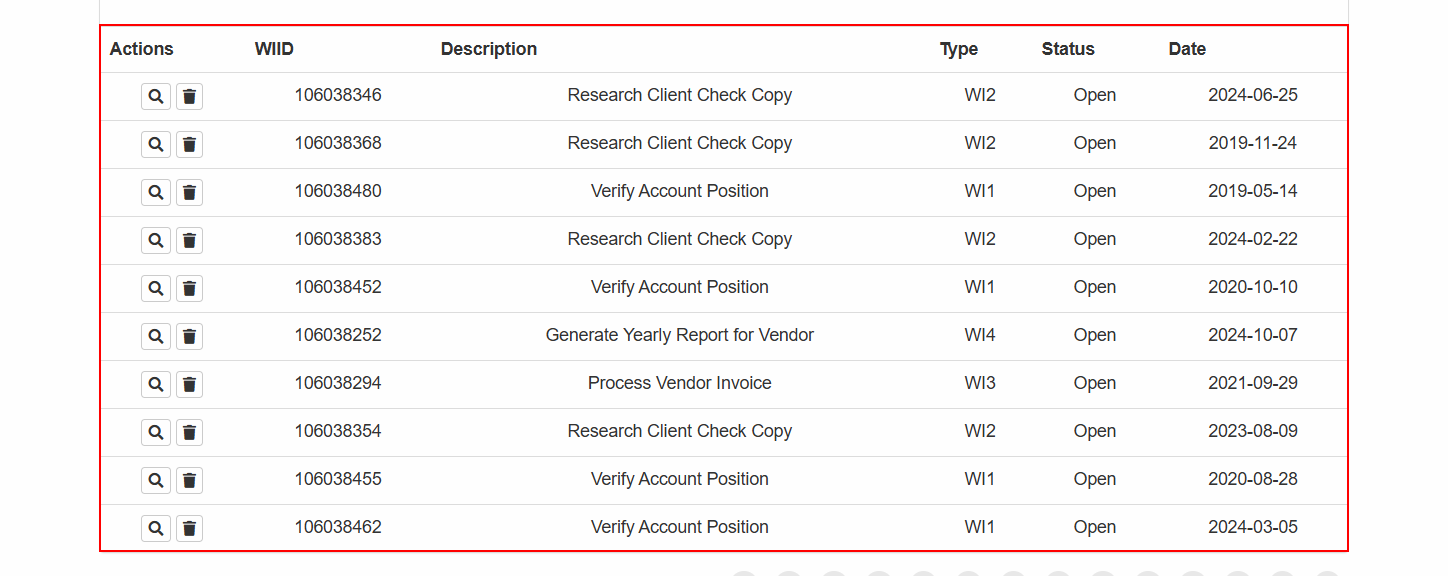 Actions WIID Description Type Status Date
106038346 Research Client Check Copy WI2 Open 2024-06-25
106038368 Research Client Check Copy WI2 Open 2019-11-24
106038480 Verify Account Position WI1 Open 2019-05-14
106038383 Research Client Check Copy WI2 Open 2024-02-22
106038452 Verify Account Position WI1 Open 2020-10-10
106038252 Generate Yearly Report for Vendor WI4 Open 2024-10-07
106038294 Process Vendor Invoice WI3 Open 2021-09-29
106038354 Research Client Check Copy WI2 Open 2023-08-09
106038455 Verify Account Position WI1 Open 2020-08-28
106038462 Verify Account Position WI1 Open 2024-03-05